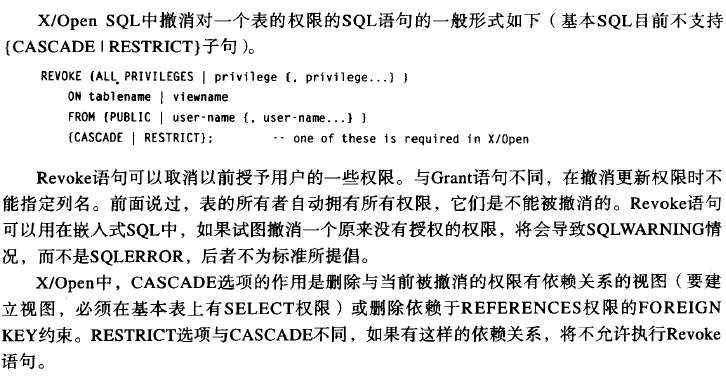 X/Open SQL中撤消对一个表的权限的SQL语句的一般形式如下（基本SQL目前不支持
{CASCADE | RESTRICT}子句）。
REVOKE {ALL PRIVILEGES | privilege {, privilege...} }
ON tablename | viewname
FROM {PUBLIC | user-name {, user-name...} }
{CASCADE | RESTRICT}; -- one of these is required in X/Open
Revoke语句可以取消以前授予用户的一些权限。与Grant语句不同，在撤消更新权限时不
能指定列名。前面说过，表的所有者自动拥有所有权限，它们是不能被撤消的。Revoke语句
可以用在嵌入式SQL中，如果试图撤消一个原来没有授权的权限，将会导致SQLWARNING情
况，而不是SQLERROR，后者不为标准所提倡。
X/Open中，CASCADE选项的作用是删除与当前被撤消的权限有依赖关系的视图（要建
立视图，必须在基本表上有SELECT权限）或删除依赖于REFERENCES权限的FOREIGN
KEY约束。RESTRICT选项与CASCADE不同，如果有这样的依赖关系，将不允许执行Revoke
语句。